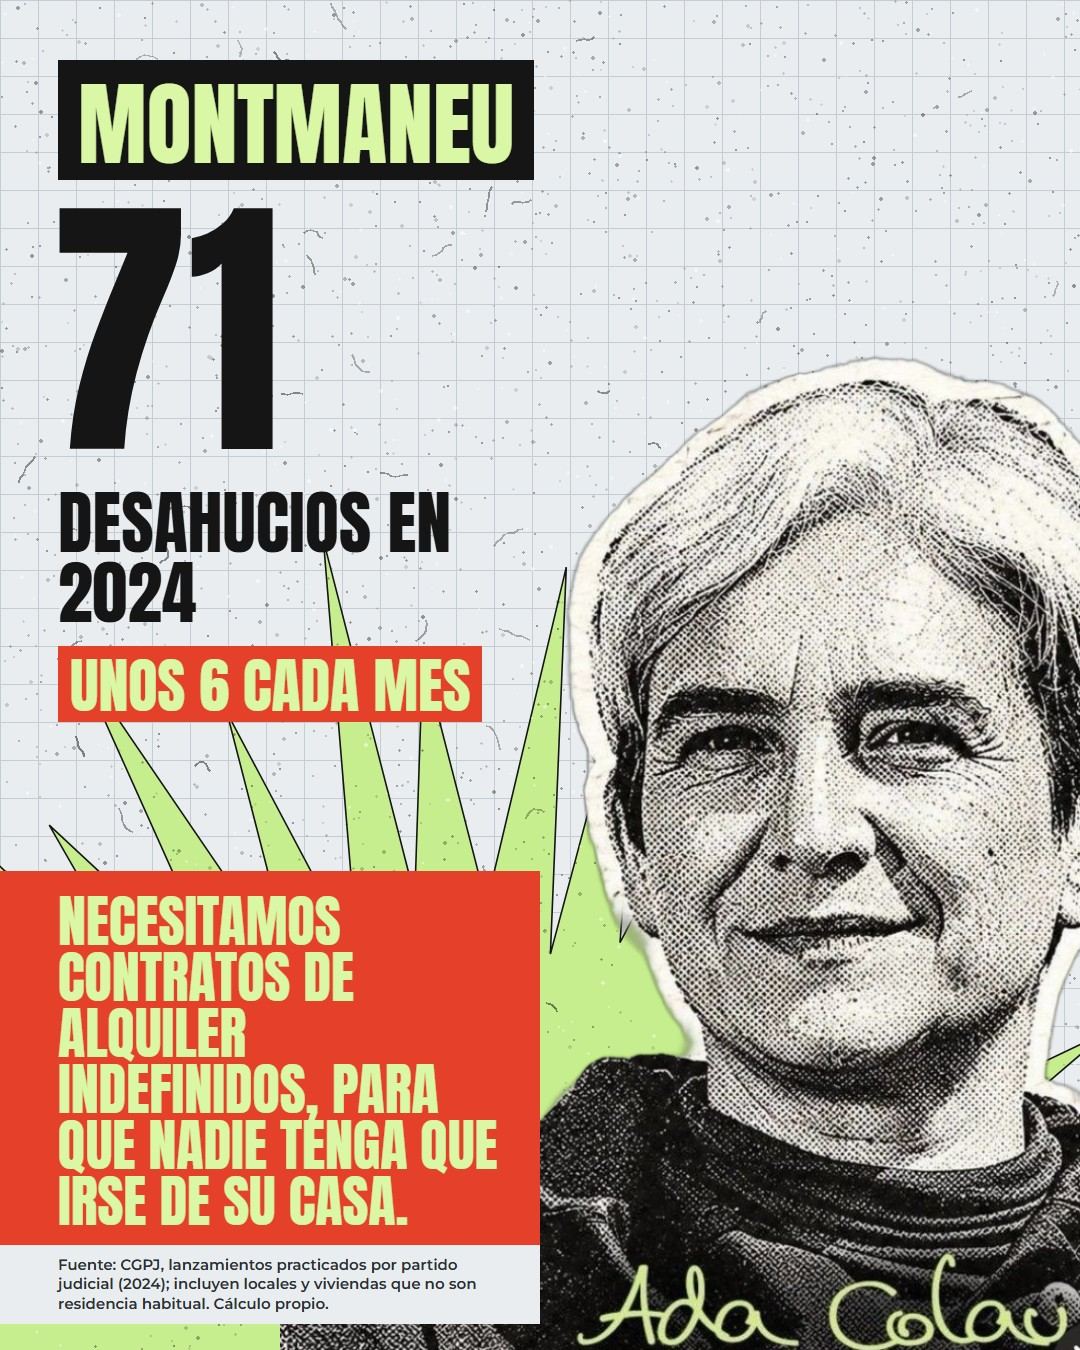 MONTMANEU
71
DESAHUCIOS EN
2024
UNOS 6 CADA MES
NECESITAMOS
CONTRATOS DE
ALQUILER
INDEFINIDOS, PARA
QUE NADIE TENGA QUE
IRSE DE SU CASA.
Fuente: CGPJ, lanzamientos practicados por partido
judicial (2024); incluyen locales y viviendas que no son
residencia habitual. Cálculo propio.
Ada Colau